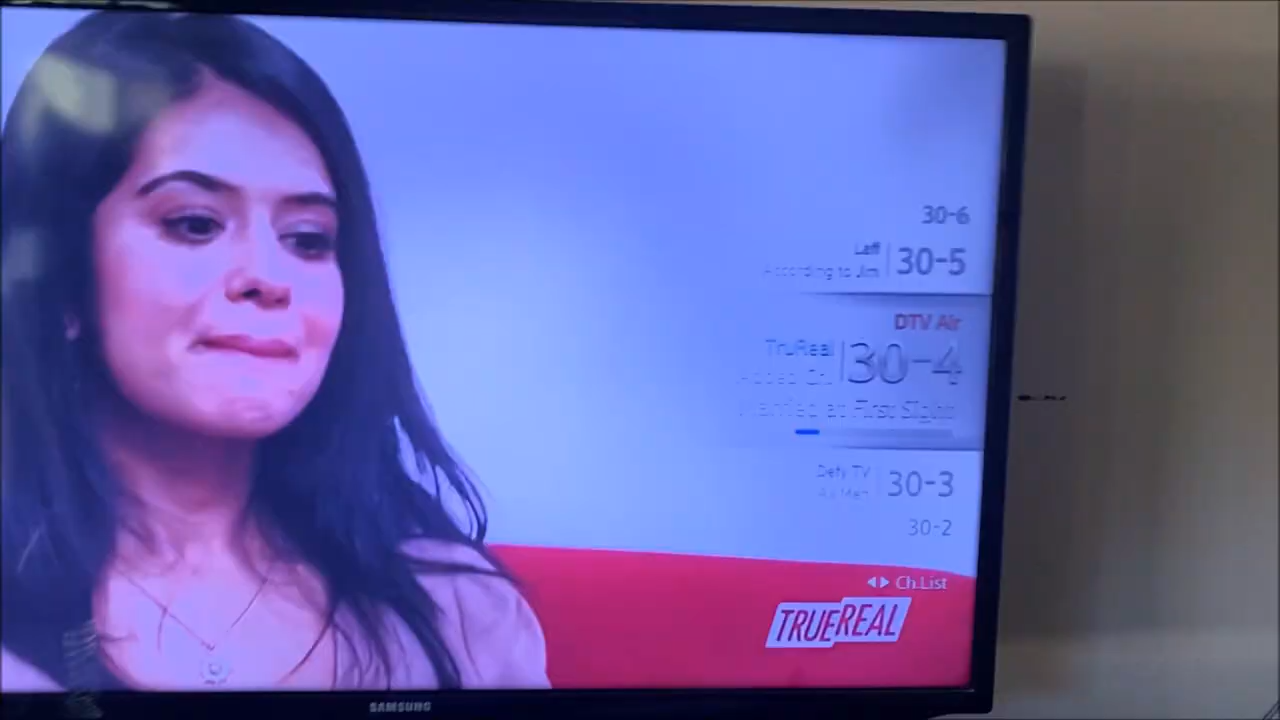 30-6
Laff
According to Jim
30-5
DTV Air
TruReal
30-4
Married at First Sight
Defy TV
30-3
30-2
◀▶ Ch.List
TRUEREAL
SAMSUNG